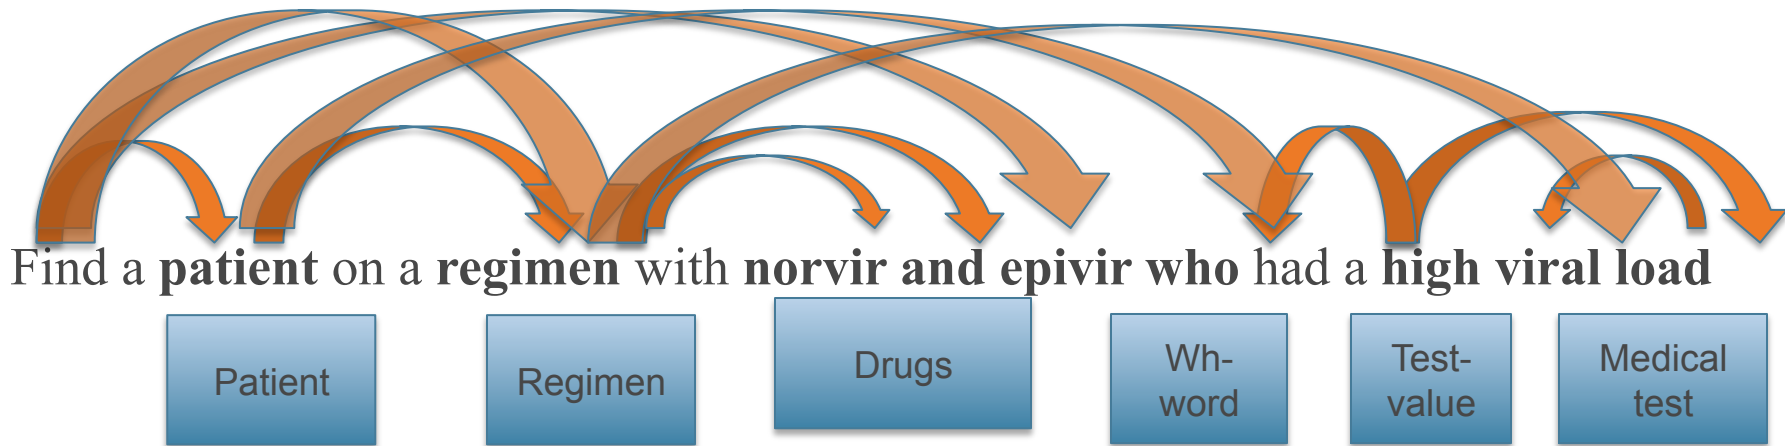 Find a patient on a regimen with norvir and epivir who had a high viral load
Patient
Regimen
Drugs
Wh-
word
Test-
value
Medical
test